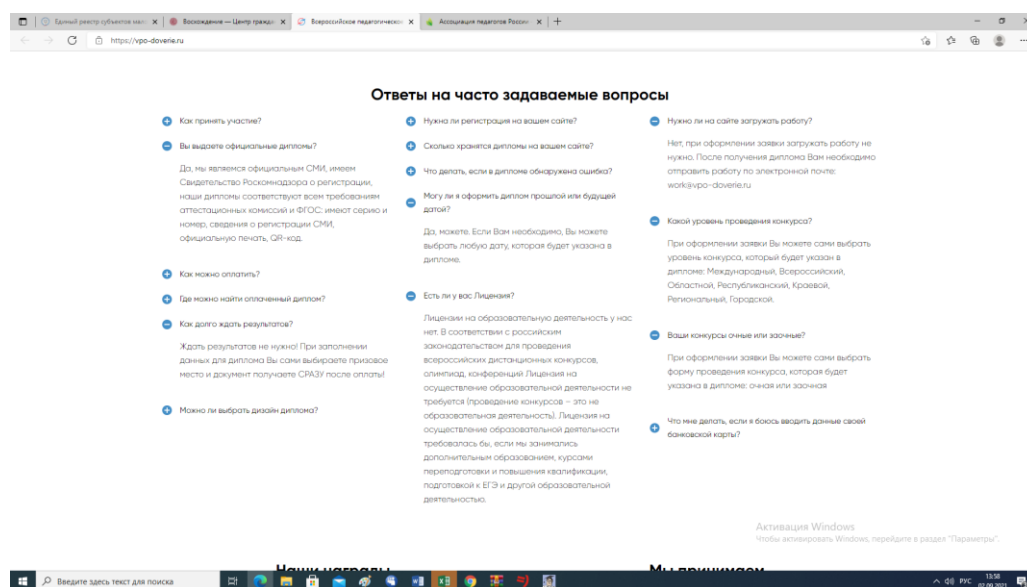 Единый реестр субъектов мало
Восхождение — Центр гражда
Всероссийское педагогическое
Ассоциация педагогов России
https://vpo-doverie.ru
Ответы на часто задаваемые вопросы
Как принять участие?
Вы выдаете официальные дипломы?
Да, мы являемся официальным СМИ, имеем
Свидетельство Роскомнадзора о регистрации,
наши дипломы соответствуют всем требованиям
аттестационных комиссий и ФГОС: имеют серию и
номер, сведения о регистрации СМИ,
официальную печать, QR-код.
Как можно оплатить?
Где можно найти оплаченный диплом?
Как долго ждать результатов?
Ждать результатов не нужно! При заполнении
данных для диплома Вы сами выбираете призовое
место и документ получаете СРАЗУ после оплаты!
Можно ли выбрать дизайн диплома?
Нужна ли регистрация на вашем сайте?
Сколько хранятся дипломы на вашем сайте?
Что делать, если в дипломе обнаружена ошибка?
Могу ли я оформить диплом прошлой или будущей
датой?
Да, можете. Если Вам необходимо, Вы можете
выбрать любую дату, которая будет указана в
дипломе.
Есть ли у вас Лицензия?
Лицензии на образовательную деятельность у нас
нет. В соответствии с российским
законодательством для проведения
всероссийских дистанционных конкурсов,
олимпиад, конференций Лицензия на
осуществление образовательной деятельности не
требуется (проведение конкурсов – это не
образовательная деятельность). Лицензия на
осуществление образовательной деятельности
требовалась бы, если мы занимались
дополнительным образованием, курсами
переподготовки и повышения квалификации,
подготовкой к ЕГЭ и другой образовательной
деятельностью.
Нужно ли на сайте загружать работу?
Нет, при оформлении заявки загружать работу не
нужно. После получения диплома Вам необходимо
отправить работу по электронной почте:
work@vpo-doverie.ru
Какой уровень проведения конкурса?
При оформлении заявки Вы можете сами выбрать
уровень конкурса, который будет указан в
дипломе: Международный, Всероссийский,
Областной, Республиканский, Краевой,
Региональный, Городской.
Ваши конкурсы очные или заочные?
При оформлении заявки Вы можете сами выбрать
форму проведения конкурса, которая будет
указана в дипломе: очная или заочная
Что мне делать, если я боюсь вводить данные своей
банковской карты?
Активация Windows
Чтобы активировать Windows, перейдите в раздел "Параметры".
Наши награды
Мы принимаем
Введите здесь текст для поиска
РУС
13:58
02.09.2021